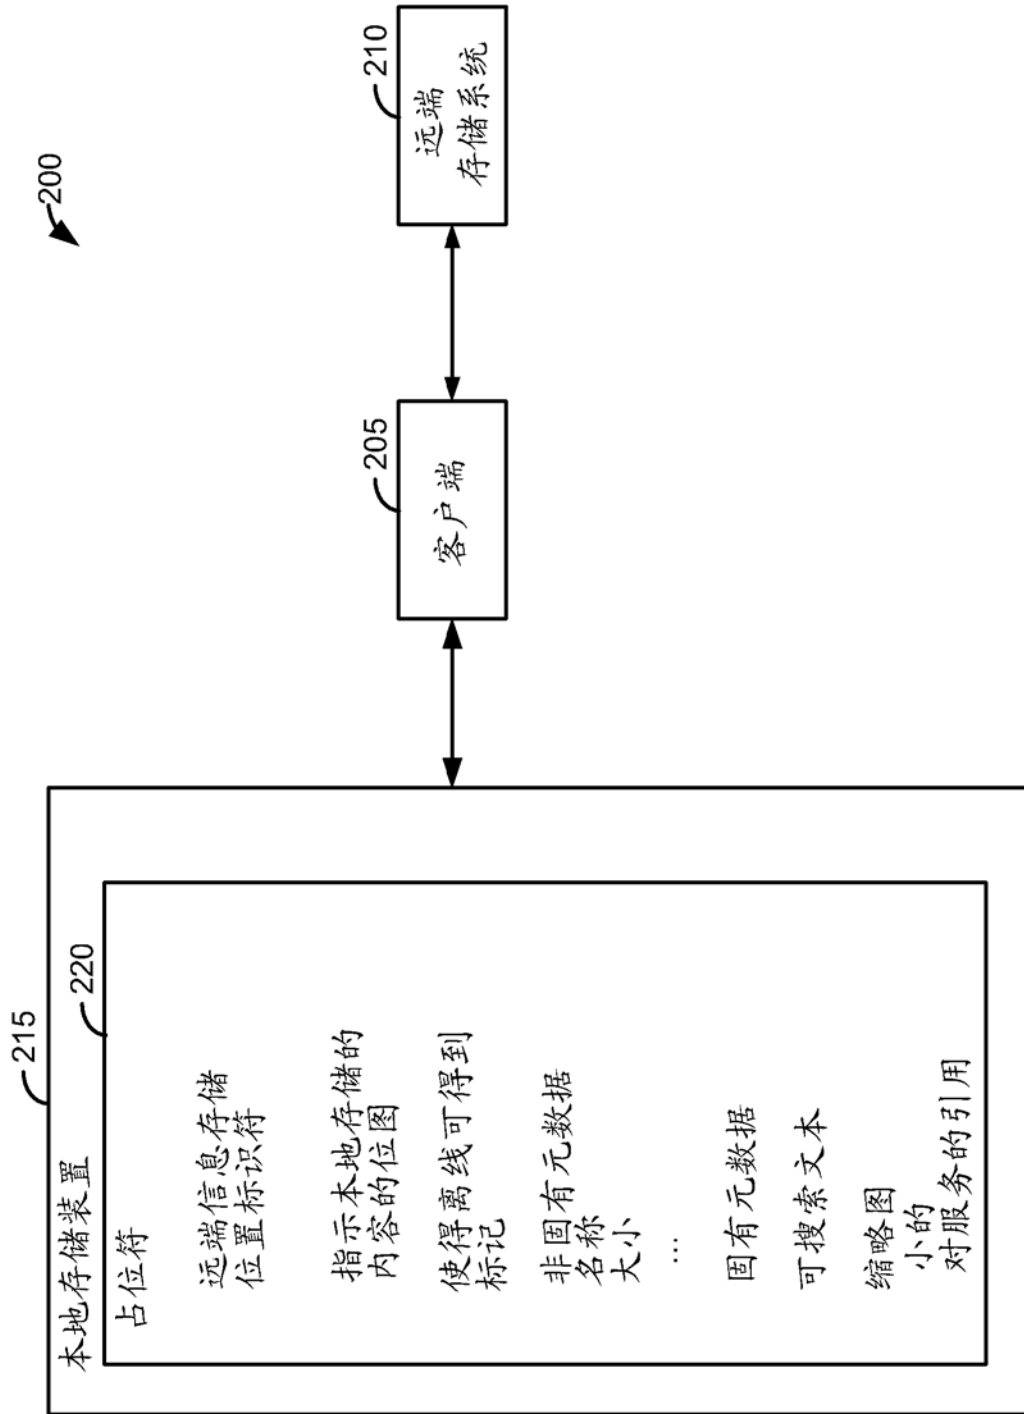 200
215
本地存储装置
220
占位符
远端信息存储
位置标识符
指示本地存储的
内容的位图
使得离线可得到
标记
非固有元数据
名称
大小
...
固有元数据
可搜索文本
缩略图
小的
对服务的引用
205
客户端
210
远端
存储系统